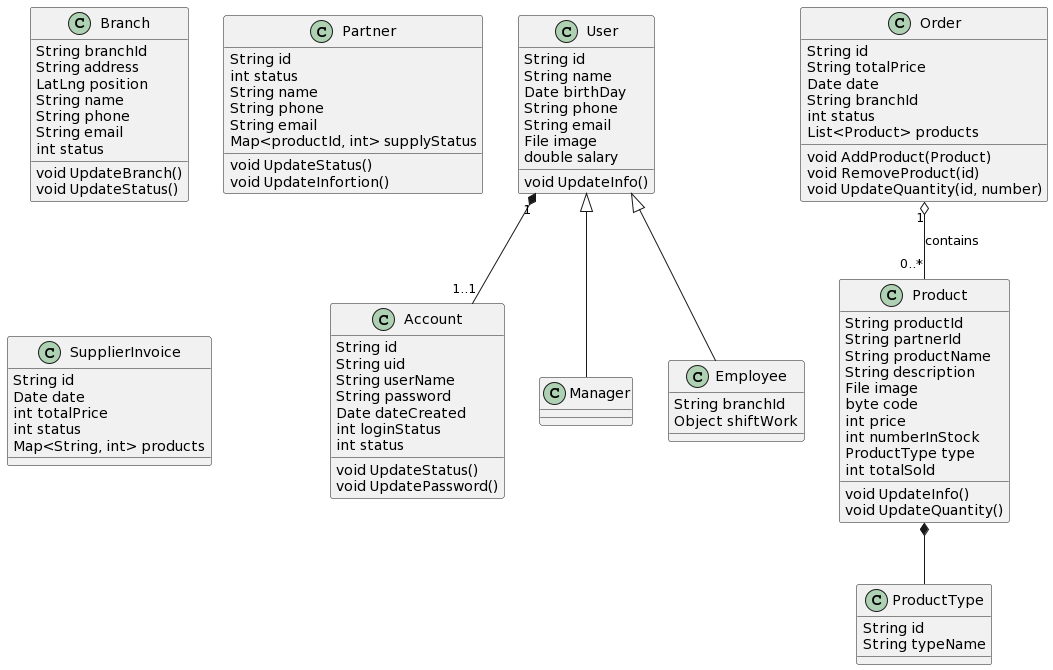 C Branch
String branchId
String address
LatLng position
String name
String phone
String email
int status
void UpdateBranch()
void UpdateStatus()
C Partner
String id
int status
String name
String phone
String email
Map<productId, int> supplyStatus
void UpdateStatus()
void UpdateInfortion()
C User
String id
String name
Date birthDay
String phone
String email
File image
double salary
void UpdateInfo()
C Order
String id
String totalPrice
Date date
String branchId
int status
List<Product> products
void AddProduct(Product)
void RemoveProduct(id)
void UpdateQuantity(id, number)
1
1..1
1
contains
0..*
C SupplierInvoice
String id
Date date
int totalPrice
int status
Map<String, int> products
C Account
String id
String uid
String userName
String password
Date dateCreated
int loginStatus
int status
void UpdateStatus()
void UpdatePassword()
C Manager
C Employee
String branchId
Object shiftWork
C Product
String productId
String partnerId
String productName
String description
File image
byte code
int price
int numberInStock
ProductType type
int totalSold
void UpdateInfo()
void UpdateQuantity()
C ProductType
String id
String typeName